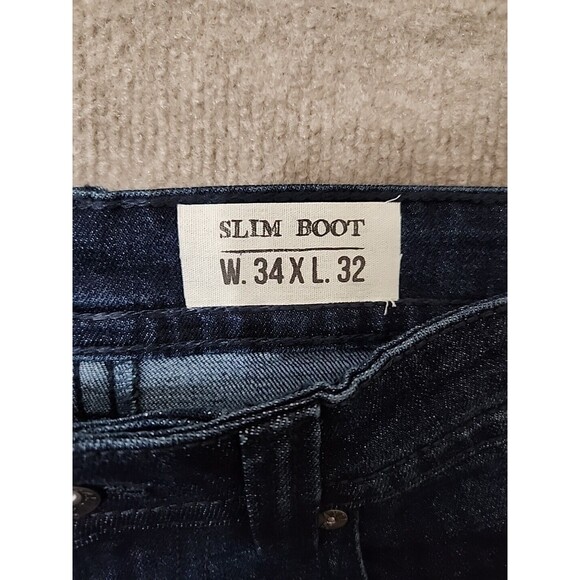 SLIM BOOT
W. 34 X L. 32